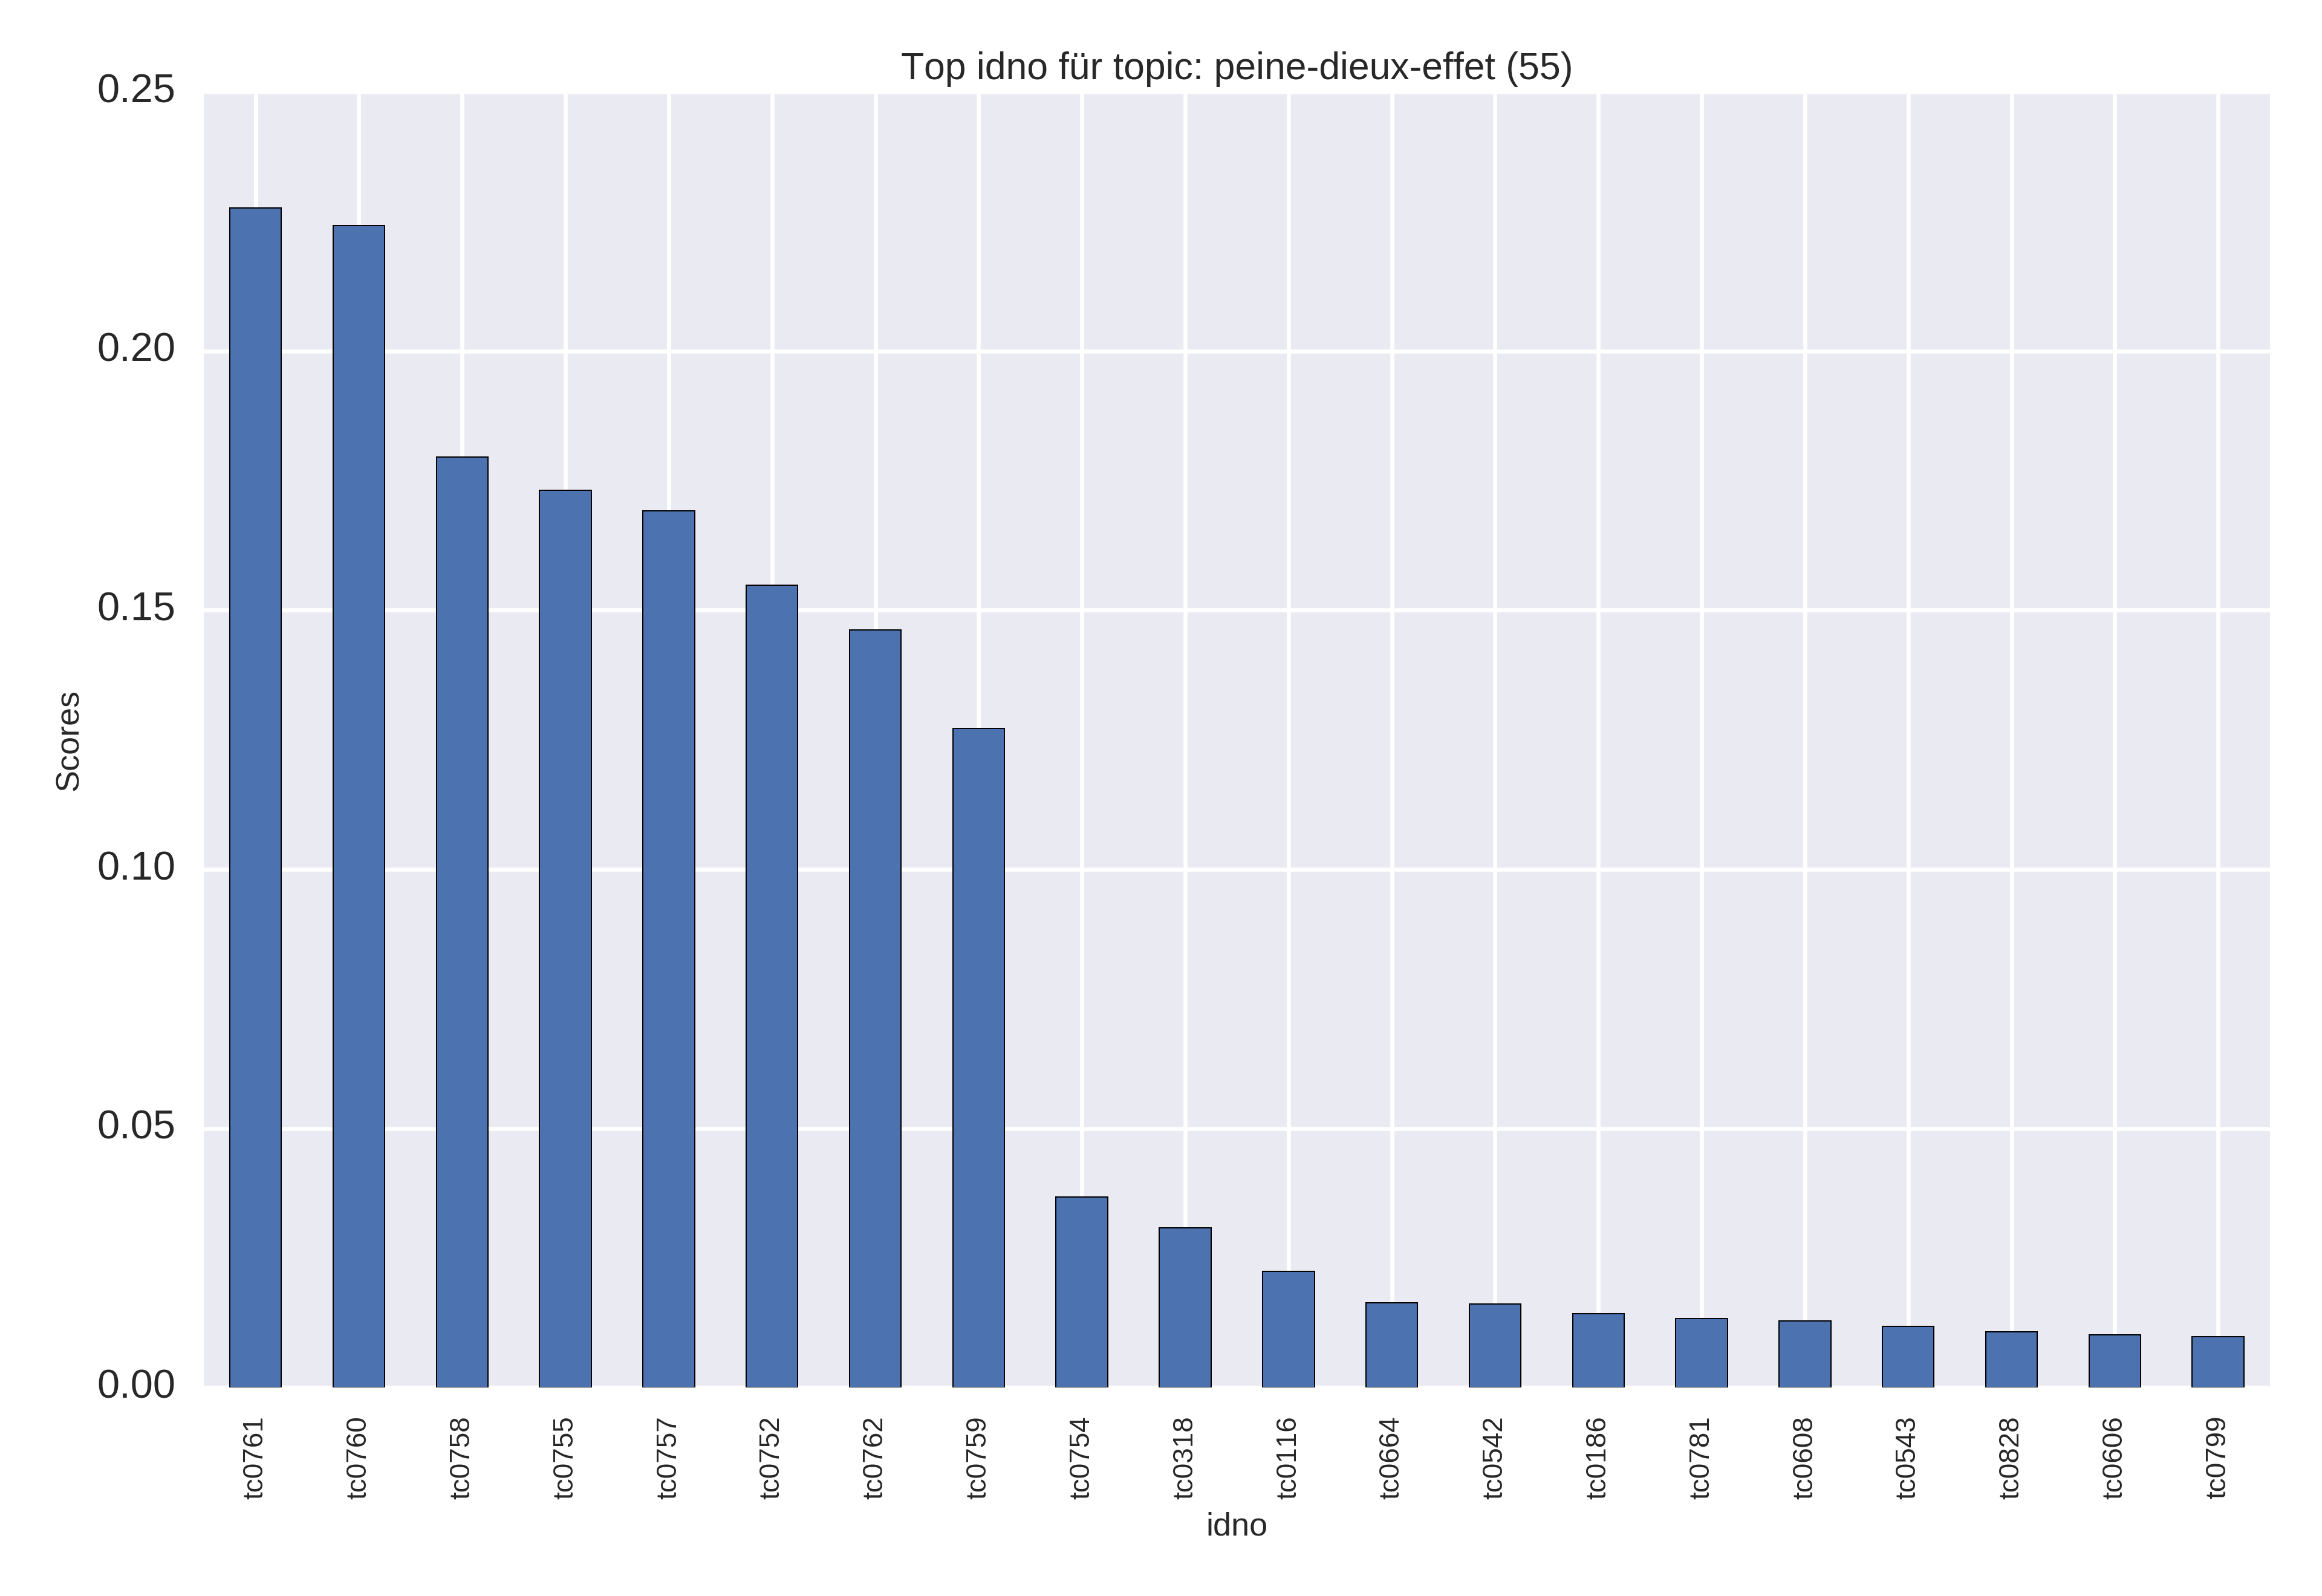 Top idno für topic: peine-dieux-effet (55)
0.25
0.20
0.15
0.10
0.05
0.00
Scores
tc0761
tc0760
tc0758
tc0755
tc0757
tc0752
tc0762
tc0759
tc0754
tc0318
tc0116
tc0664
tc0542
tc0186
tc0781
tc0608
tc0543
tc0828
tc0606
tc0799
idno